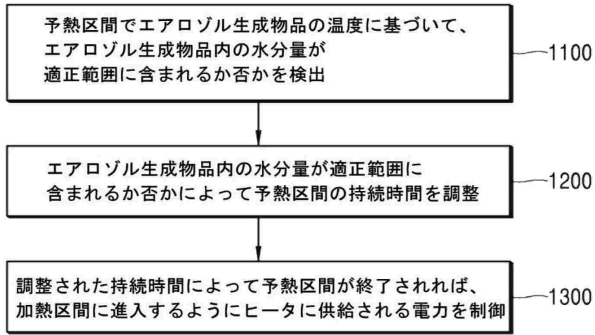 予熱区間でエアロゾル生成物品の温度に基づいて、
エアロゾル生成物品内の水分量が
適正範囲に含まれるか否かを検出
1100
エアロゾル生成物品内の水分量が適正範囲に
含まれるか否かによって予熱区間の持続時間を調整
1200
調整された持続時間によって予熱区間が終了されれば、
加熱区間に進入するようにヒータに供給される電力を制御
1300